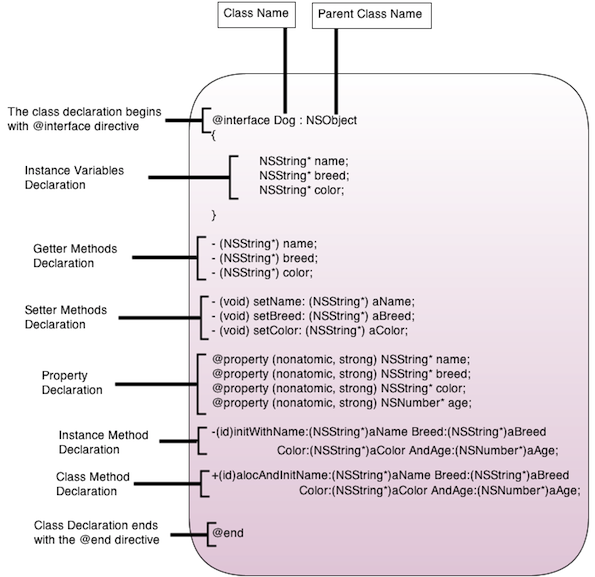 Class Name
Parent Class Name
The class declaration begins
with @interface directive
@interface Dog : NSObject
{
Instance Variables
Declaration
NSString* name;
NSString* breed;
NSString* color;
}
Getter Methods
Declaration
- (NSString*) name;
- (NSString*) breed;
- (NSString*) color;
Setter Methods
Declaration
- (void) setName: (NSString*) aName;
- (void) setBreed: (NSString*) aBreed;
- (void) setColor: (NSString*) aColor;
Property
Declaration
@property (nonatomic, strong) NSString* name;
@property (nonatomic, strong) NSString* breed;
@property (nonatomic, strong) NSString* color;
@property (nonatomic, strong) NSNumber* age;
Instance Method
Declaration
-(id)initWithName:(NSString*)aName Breed:(NSString*)aBreed
Color:(NSString*)aColor AndAge:(NSNumber*)aAge;
Class Method
Declaration
+(id)alocAndInitName:(NSString*)aName Breed:(NSString*)aBreed
Color:(NSString*)aColor AndAge:(NSNumber*)aAge;
Class Declaration ends
with the @end directive
@end